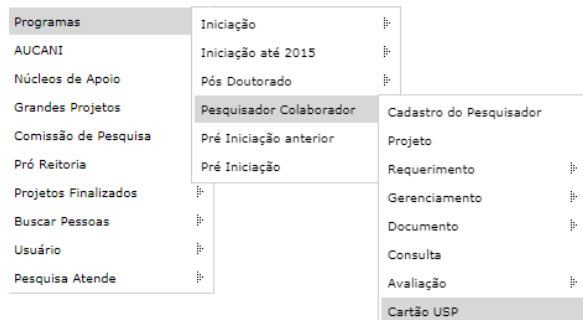 Programas
AUCANI
Núcleos de Apoio
Grandes Projetos
Comissão de Pesquisa
Pró Reitoria
Projetos Finalizados
Buscar Pessoas
Usuário
Pesquisa Atende
Iniciação
Iniciação até 2015
Pós Doutorado
Pesquisador Colaborador
Pré Iniciação anterior
Pré Iniciação
Cadastro do Pesquisador
Projeto
Requerimento
Gerenciamento
Documento
Consulta
Avaliação
Cartão USP